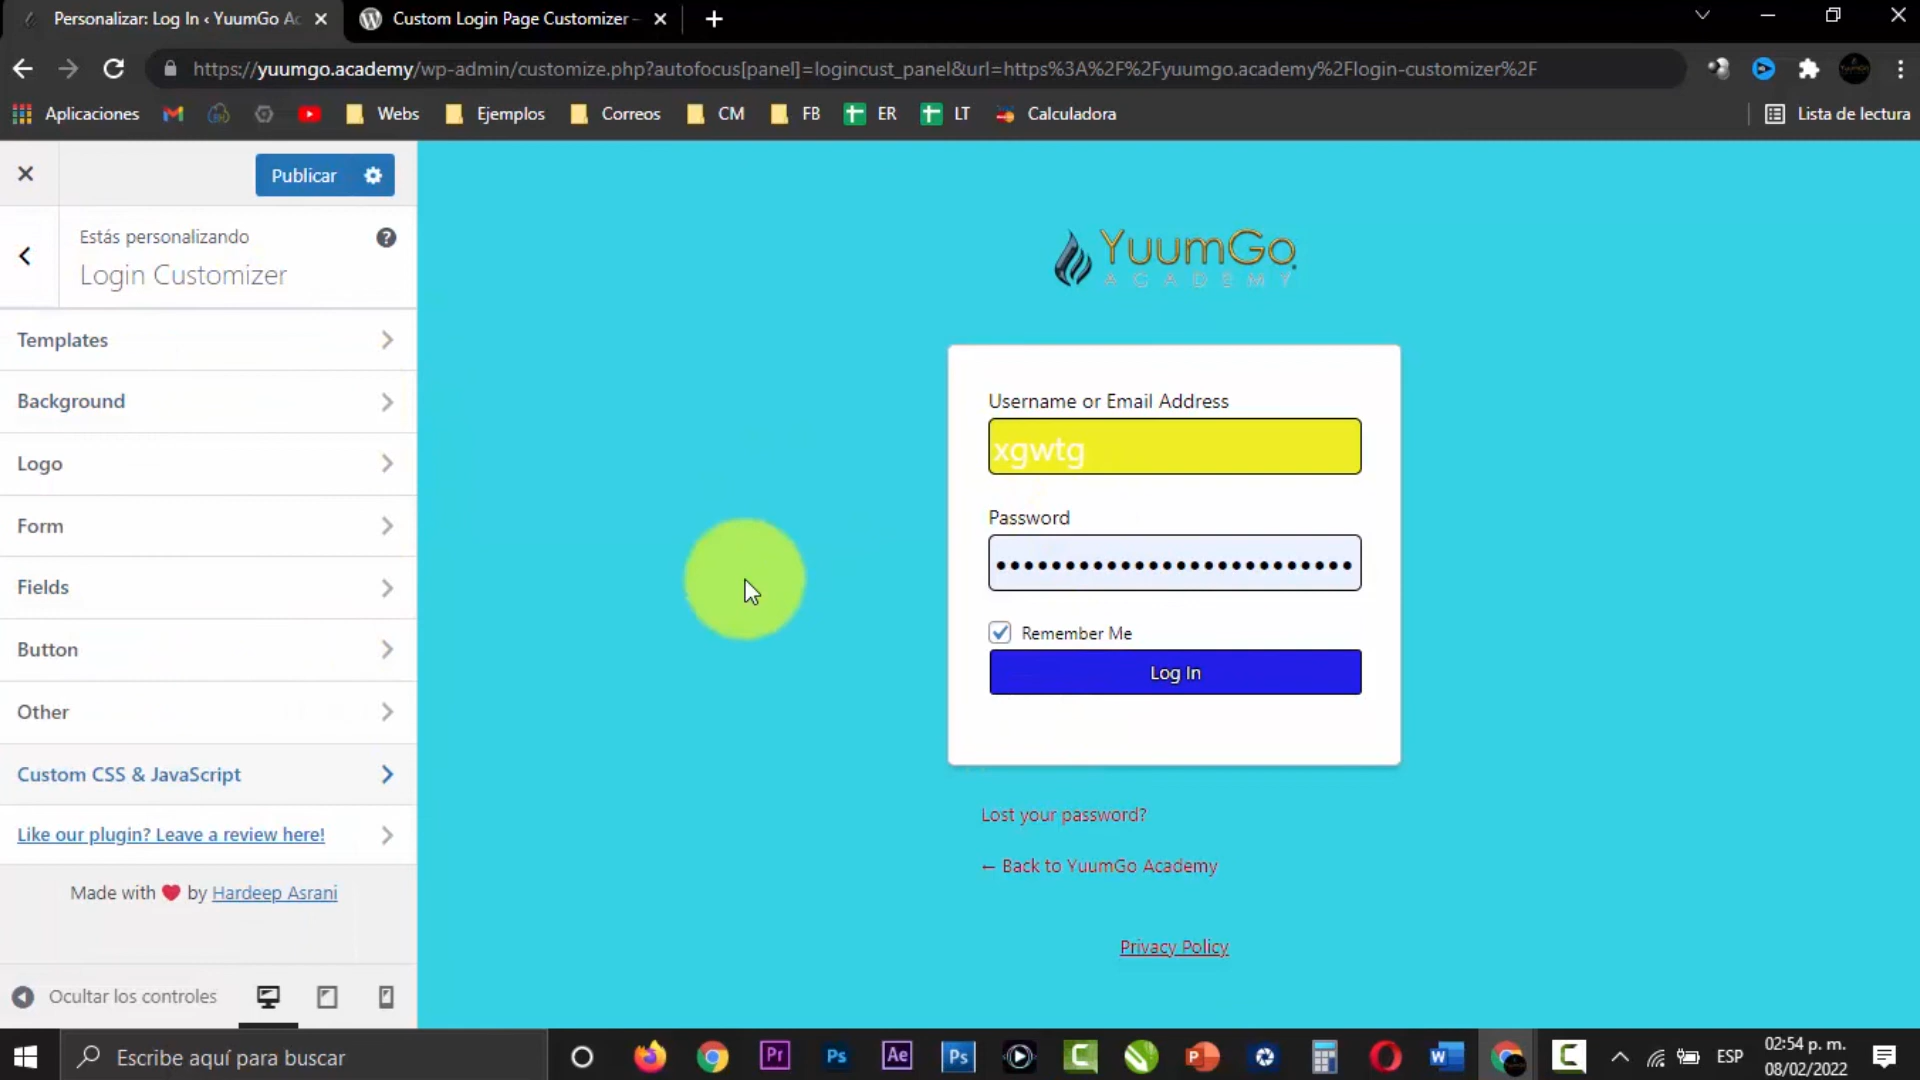 Personalizar: Log In ‹ YuumGo Ac
Custom Login Page Customizer –
https://yuumgo.academy/wp-admin/customize.php?autofocus[panel]=logincust_panel&url=https%3A%2F%2Fyuumgo.academy%2Flogin-customizer%2F
Aplicaciones
Webs
Ejemplos
Correos
CM
FB
ER
LT
Calculadora
Lista de lectura
Publicar
Estás personalizando
Login Customizer
Templates
Background
Logo
Form
Fields
Button
Other
Custom CSS & JavaScript
Like our plugin? Leave a review here!
Made with ❤ by Hardeep Asrani
Ocultar los controles
YuumGo
ACADEMY
Username or Email Address
xgwtg
Password
Remember Me
Log In
Lost your password?
← Back to YuumGo Academy
Privacy Policy
Escribe aquí para buscar
Pr
Ps
Ae
Ps
ESP
02:54 p. m.
08/02/2022